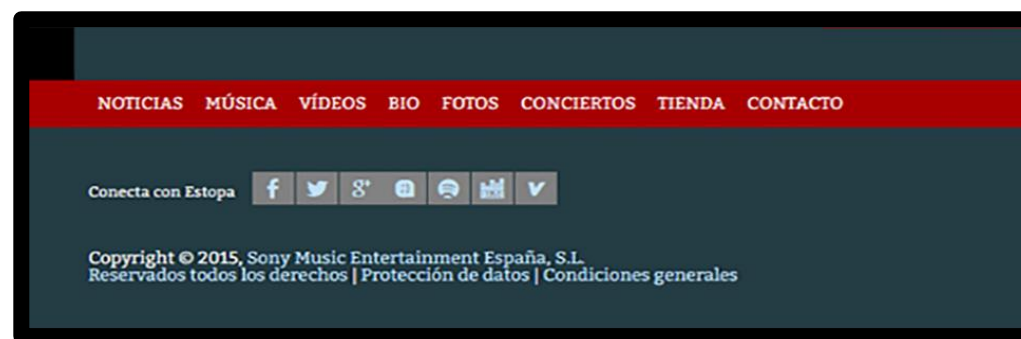 NOTICIAS MÚSICA VÍDEOS BIO FOTOS CONCIERTOS TIENDA CONTACTO
Conecta con Estopa
Copyright © 2015, Sony Music Entertainment España, S.L.
Reservados todos los derechos | Protección de datos | Condiciones generales